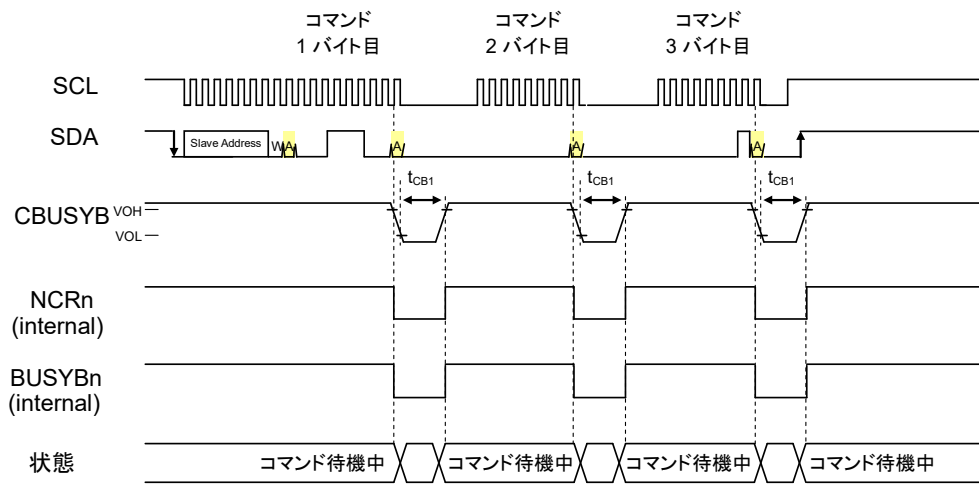 コマンド コマンド コマンド
1 バイト目 2 バイト目 3 バイト目
SCL
SDA Slave Address W A A A A
tCB1 tCB1 tCB1
CBUSYB VOH
VOL
NCRn
(internal)
BUSYBn
(internal)
状態 コマンド待機中 コマンド待機中 コマンド待機中 コマンド待機中